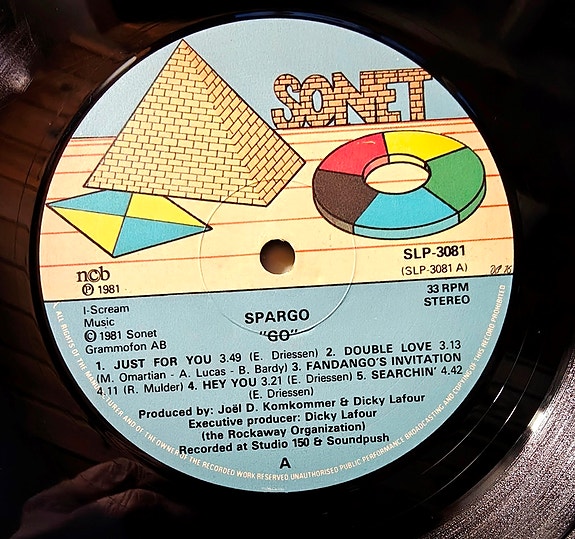 SONET
SLP-3081
(SLP-3081 A)
n©b
℗ 1981
33 RPM
STEREO
I-Scream
Music
© 1981 Sonet
Grammofon AB
SPARGO
"GO"
1. JUST FOR YOU 3.49 (E. Driessen) 2. DOUBLE LOVE 3.13
(M. Omartian - A. Lucas - B. Bardy) 3. FANDANGO'S INVITATION
4.11 (R. Mulder) 4. HEY YOU 3.21 (E. Driessen) 5. SEARCHIN' 4.42
(E. Driessen)
Produced by: Joël D. Komkommer & Dicky Lafour
Executive producer: Dicky Lafour
(the Rockaway Organization)
Recorded at Studio 150 & Soundpush
A
ALL RIGHTS OF THE MANUFACTURER AND OF THE OWNER OF THE RECORDED WORK RESERVED UNAUTHORISED PUBLIC PERFORMANCE BROADCASTING AND COPYING OF THIS RECORD PROHIBITED